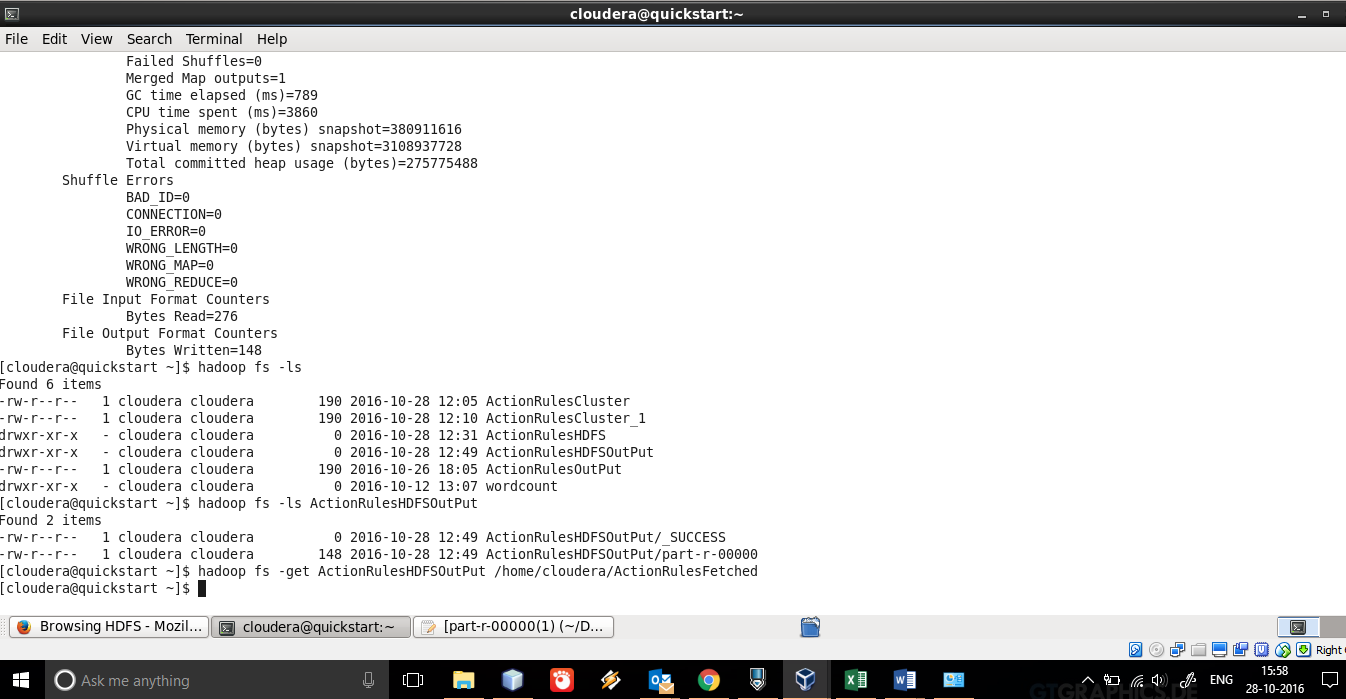 cloudera@quickstart:~
File Edit View Search Terminal Help
Failed Shuffles=0
Merged Map outputs=1
GC time elapsed (ms)=789
CPU time spent (ms)=3860
Physical memory (bytes) snapshot=380911616
Virtual memory (bytes) snapshot=3108937728
Total committed heap usage (bytes)=275775488
Shuffle Errors
BAD_ID=0
CONNECTION=0
IO_ERROR=0
WRONG_LENGTH=0
WRONG_MAP=0
WRONG_REDUCE=0
File Input Format Counters
Bytes Read=276
File Output Format Counters
Bytes Written=148
[cloudera@quickstart ~]$ hadoop fs -ls
Found 6 items
-rw-r--r-- 1 cloudera cloudera 190 2016-10-28 12:05 ActionRulesCluster
-rw-r--r-- 1 cloudera cloudera 190 2016-10-28 12:10 ActionRulesCluster_1
drwxr-xr-x - cloudera cloudera 0 2016-10-28 12:31 ActionRulesHDFS
drwxr-xr-x - cloudera cloudera 0 2016-10-28 12:49 ActionRulesHDFSOutPut
-rw-r--r-- 1 cloudera cloudera 190 2016-10-26 18:05 ActionRulesOutPut
drwxr-xr-x - cloudera cloudera 0 2016-10-12 13:07 wordcount
[cloudera@quickstart ~]$ hadoop fs -ls ActionRulesHDFSOutPut
Found 2 items
-rw-r--r-- 1 cloudera cloudera 0 2016-10-28 12:49 ActionRulesHDFSOutPut/_SUCCESS
-rw-r--r-- 1 cloudera cloudera 148 2016-10-28 12:49 ActionRulesHDFSOutPut/part-r-00000
[cloudera@quickstart ~]$ hadoop fs -get ActionRulesHDFSOutPut /home/cloudera/ActionRulesFetched
[cloudera@quickstart ~]$
Browsing HDFS - Mozil... cloudera@quickstart:~ [part-r-00000(1) (~/D...
Right
Ask me anything
ENG
15:58
28-10-2016
GTGRAPHICS.DE